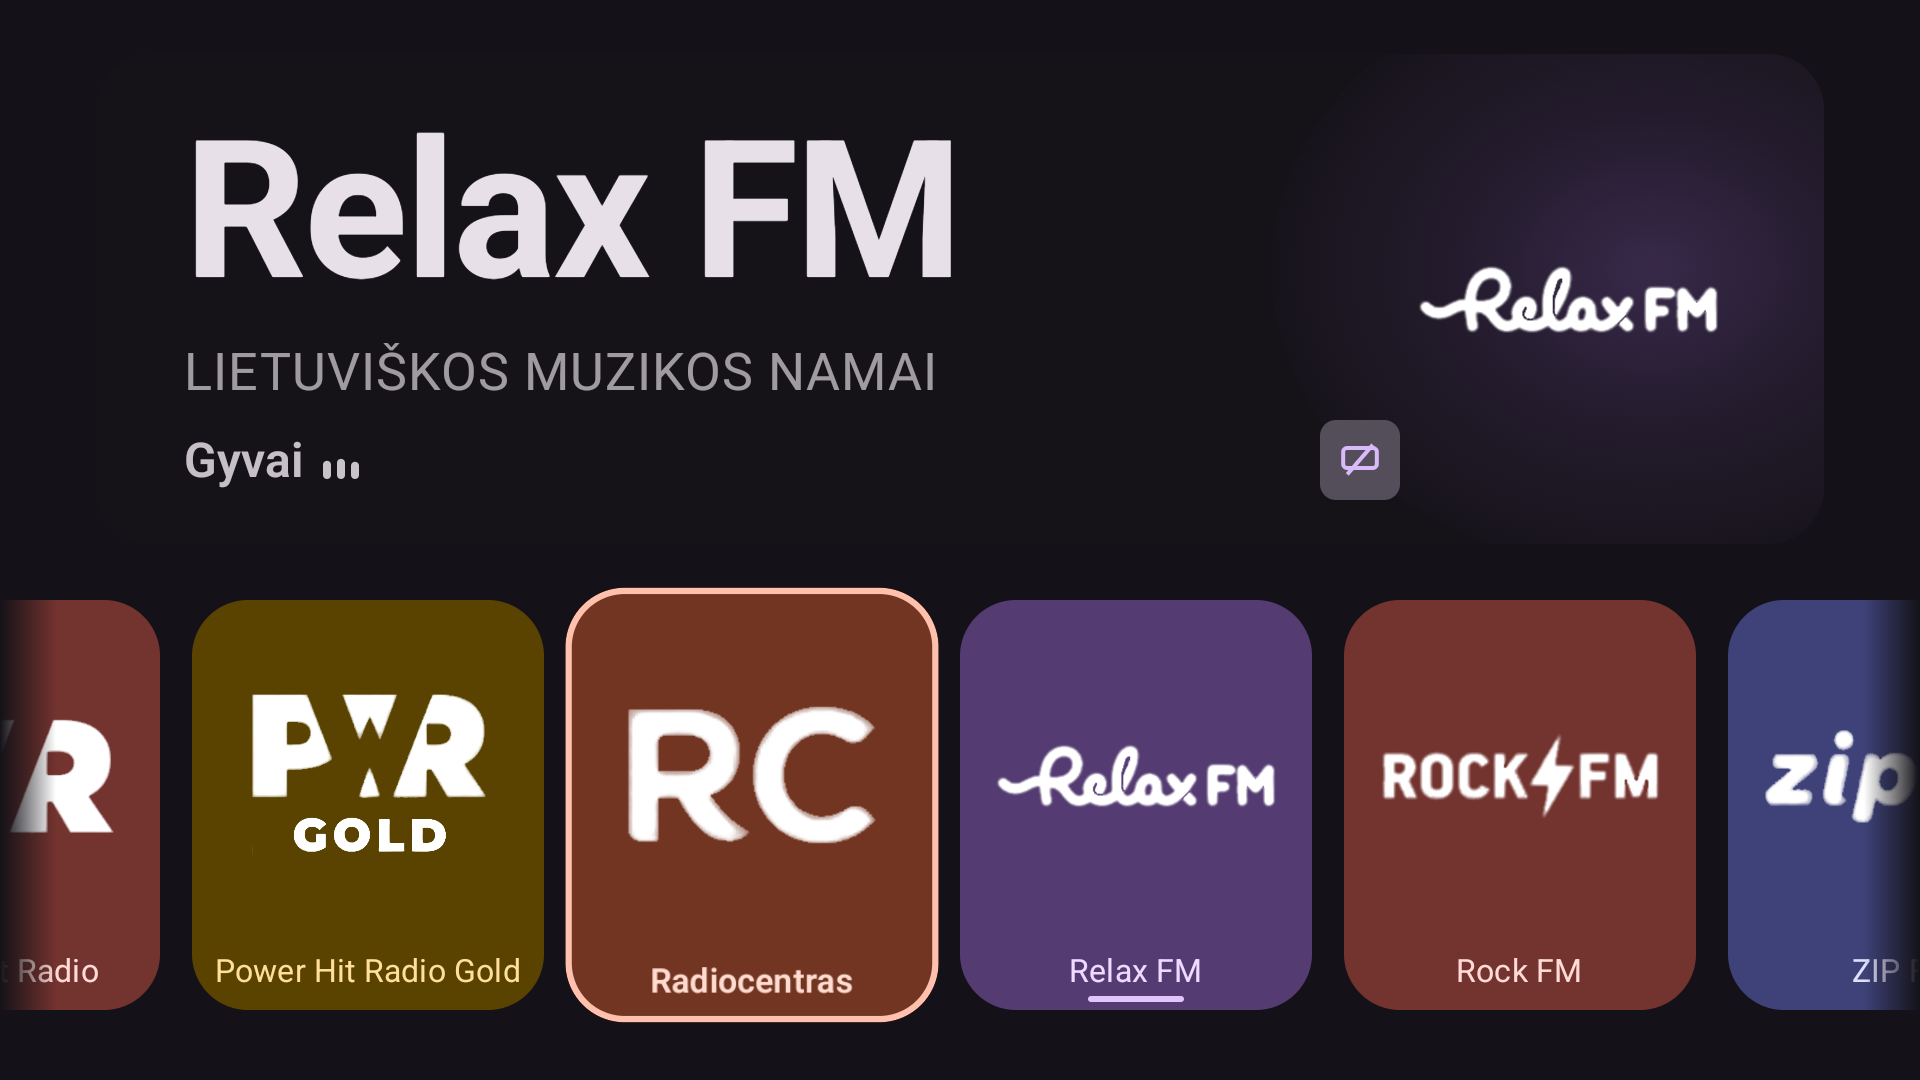 Relax FM
LIETUVIŠKOS MUZIKOS NAMAI
Gyvai
Relax FM
R
Radio
PWR
GOLD
Power Hit Radio Gold
RC
Radiocentras
Relax FM
Relax FM
ROCK FM
Rock FM
zip
ZIP